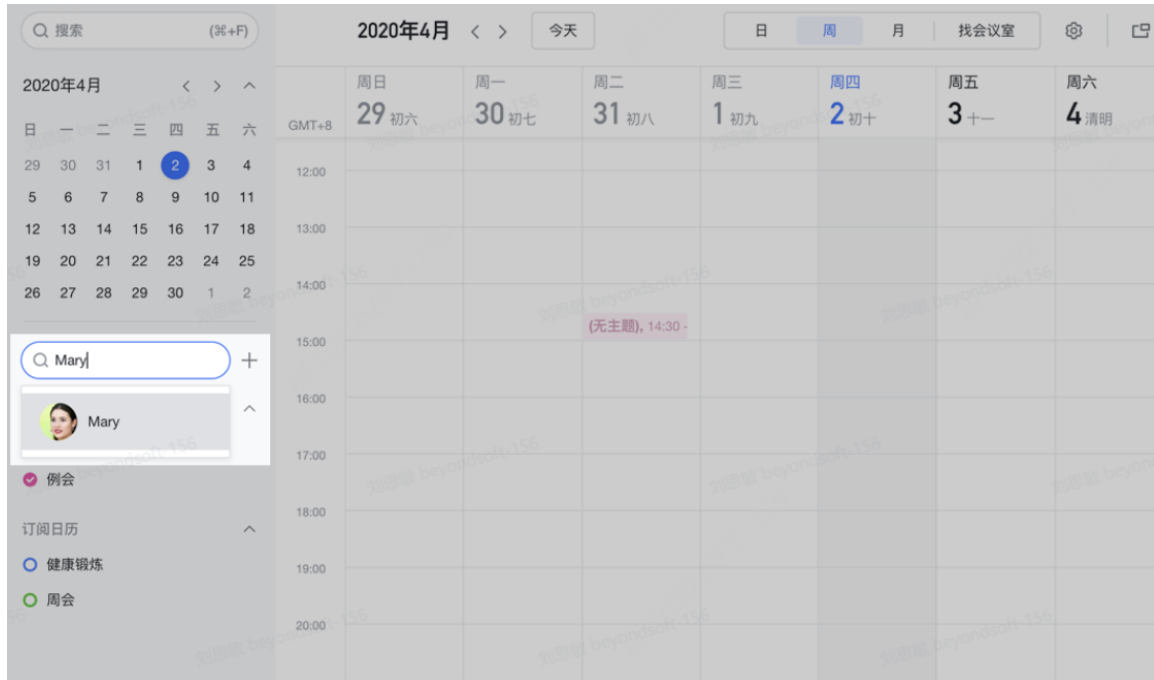 搜索 (⌘+F)
2020年4月
日 一 二 三 四 五 六
29 30 31 1 2 3 4
5 6 7 8 9 10 11
12 13 14 15 16 17 18
19 20 21 22 23 24 25
26 27 28 29 30 1 2
Mary
Mary
例会
订阅日历
健康锻炼
周会
2020年4月 今天 日 周 月 找会议室
GMT+8
周日 周一 周二 周三 周四 周五 周六
29 初六 30 初七 31 初八 1 初九 2 初十 3 十一 4 清明
12:00
13:00
14:00
(无主题), 14:30 -
15:00
16:00
17:00
18:00
19:00
20:00
刘思敏 beyondsoft-156